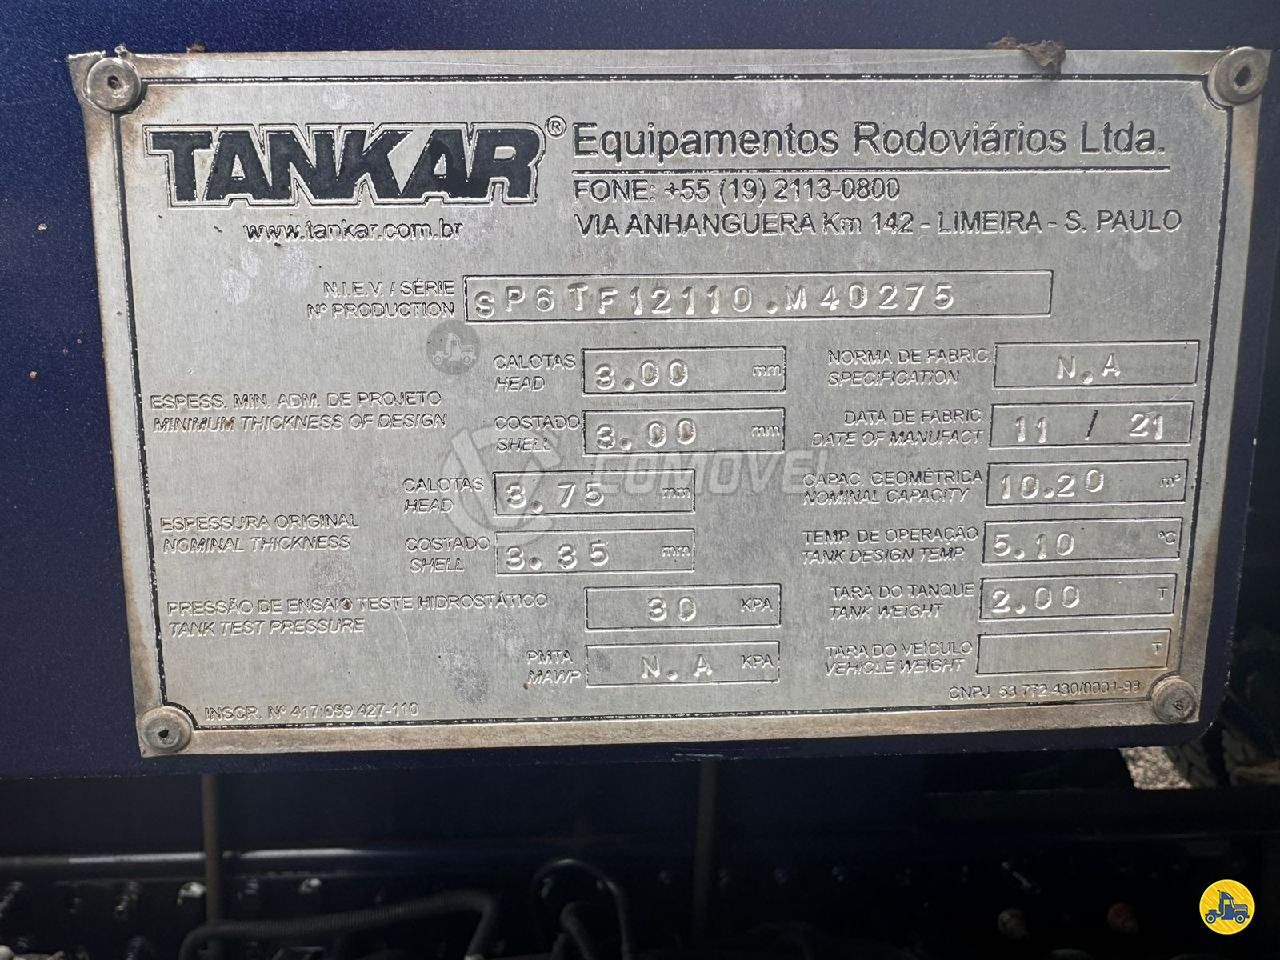 TANKAR® Equipamentos Rodoviários Ltda.
www.tankar.com.br
FONE: +55 (19) 2113-0800
VIA ANHANGUERA Km 142 - LIMEIRA - S. PAULO
N.I.E.V. / SÉRIE
Nº PRODUCTION
SP6TF12110.M40275
ESPESS. MIN. ADM. DE PROJETO
MINIMUM THICKNESS OF DESIGN
CALOTAS
HEAD
3.00 mm
COSTADO
SHELL
3.00 mm
ESPESSURA ORIGINAL
NOMINAL THICKNESS
CALOTAS
HEAD
3.75 mm
COSTADO
SHELL
3.35 mm
PRESSÃO DE ENSAIO TESTE HIDROSTÁTICO
TANK TEST PRESSURE
30 KPA
PMTA
MAWP
N.A KPA
NORMA DE FABRIC.
SPECIFICATION
N.A
DATA DE FABRIC
DATE OF MANUFACT
11 / 21
CAPAC. GEOMÉTRICA
NOMINAL CAPACITY
10.20 m³
TEMP. DE OPERAÇÃO
TANK DESIGN TEMP
5.10 ºC
TARA DO TANQUE
TANK WEIGHT
2.00 T
TARA DO VEÍCULO
VEHICLE WEIGHT
T
INSCR. Nº 417 659 427-110
CNPJ
COMOVEL